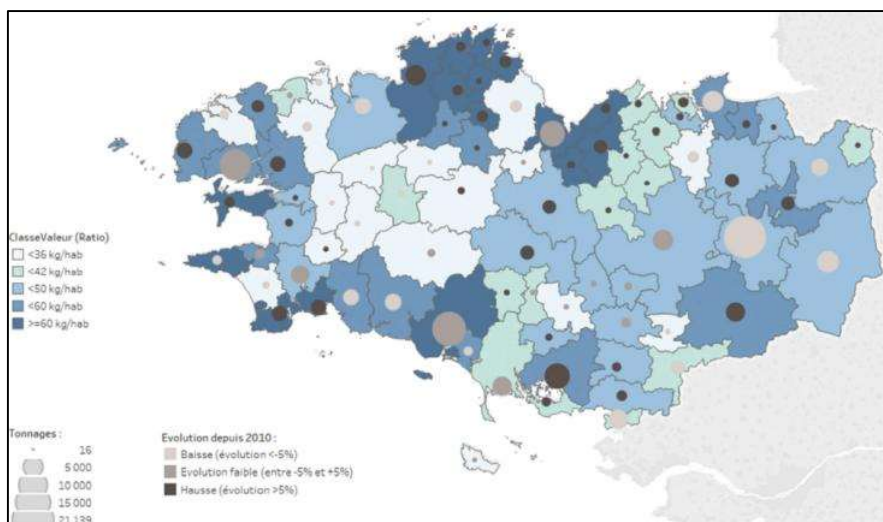 ClasseValeur (Ratio)
<36 kg/hab
<42 kg/hab
<50 kg/hab
<60 kg/hab
>=60 kg/hab
Tonnages :
16
5 000
10 000
15 000
21 139
Evolution depuis 2010 :
Baisse (évolution <-5%)
Evolution faible (entre -5% et +5%)
Hausse (évolution >5%)